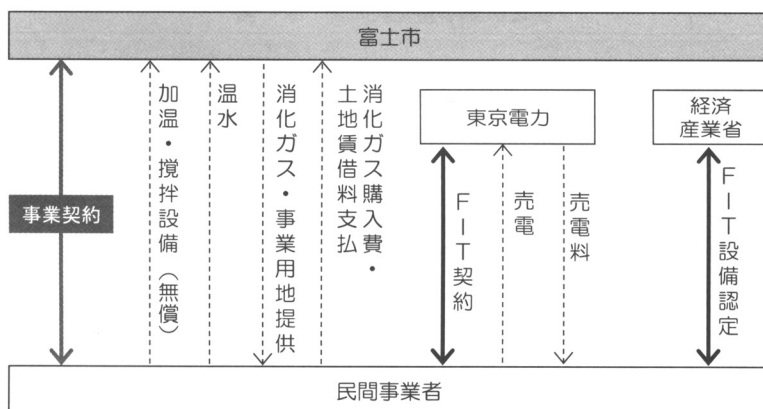 富士市
事業契約
加温・撹拌設備（無償）
温水
消化ガス・事業用地提供
消化ガス購入費・
土地賃借料支払
東京電力
FIT契約
売電
売電料
経済
産業省
FIT設備認定
民間事業者